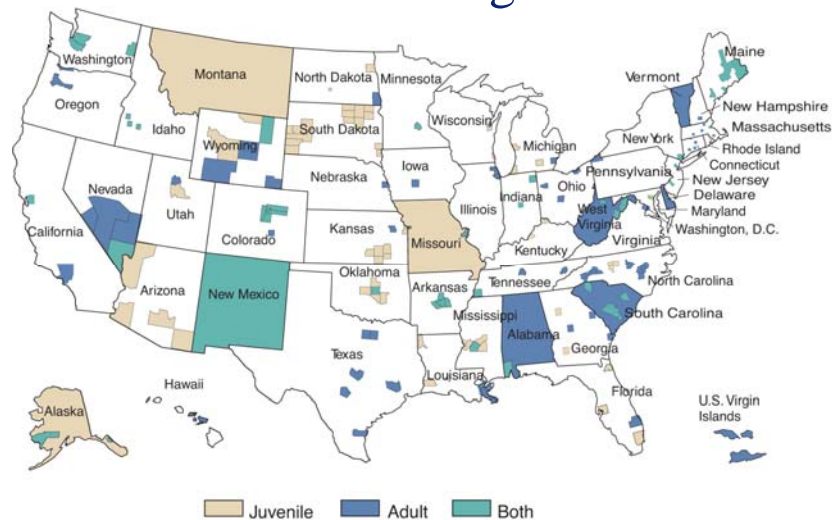 Washington
Montana
North Dakota
Minnesota
Maine
Vermont
Oregon
Idaho
Wyoming
South Dakota
Wisconsin
Michigan
New York
New Hampshire
Massachusetts
Rhode Island
Connecticut
New Jersey
Delaware
Maryland
Washington, D.C.
Nevada
Utah
Nebraska
Iowa
Illinois
Indiana
Ohio
Pennsylvania
California
Colorado
Kansas
Missouri
Kentucky
West
Virginia
Virginia
Arizona
New Mexico
Oklahoma
Arkansas
Tennessee
North Carolina
South Carolina
Mississippi
Alabama
Georgia
Texas
Louisiana
Florida
Hawaii
Alaska
U.S. Virgin
Islands
Juvenile
Adult
Both